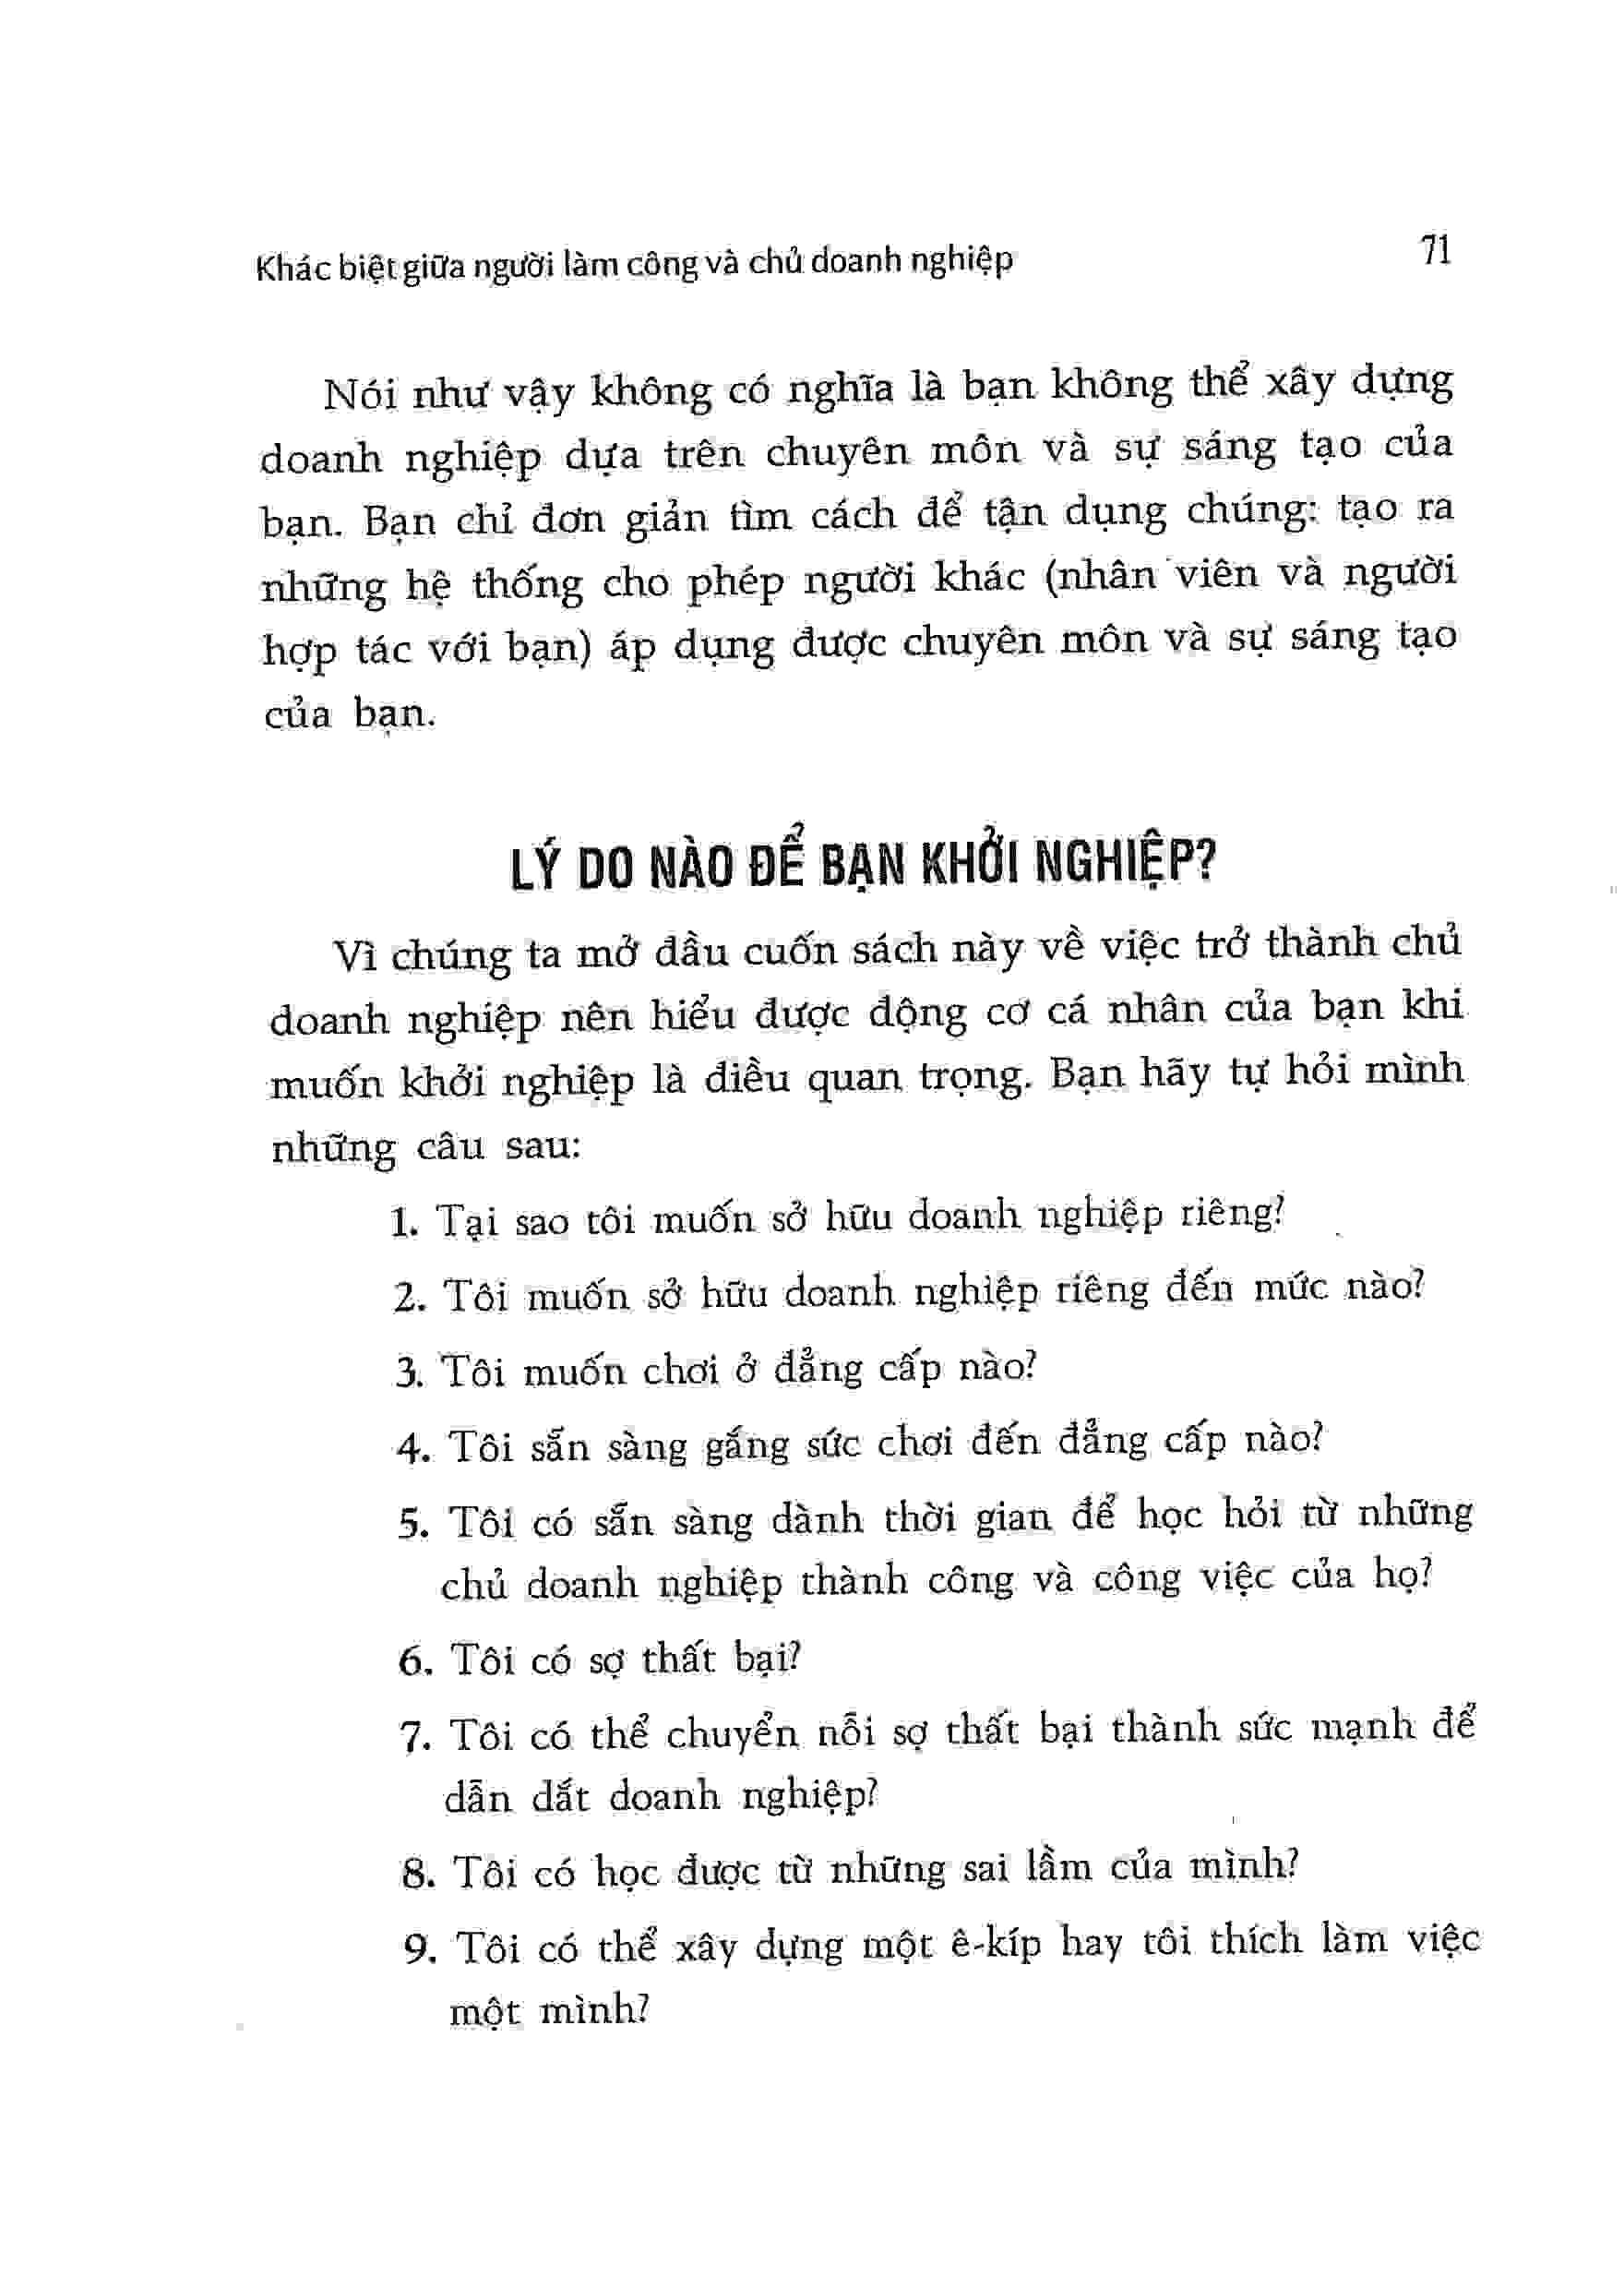 Khác biệt giữa người làm công và chủ doanh nghiệp 71
Nói như vậy không có nghĩa là bạn không thể xây dựng
doanh nghiệp dựa trên chuyên môn và sự sáng tạo của
bạn. Bạn chỉ đơn giản tìm cách để tận dụng chúng: tạo ra
những hệ thống cho phép người khác (nhân viên và người
hợp tác với bạn) áp dụng được chuyên môn và sự sáng tạo
của bạn.
LÝ DO NÀO ĐỂ BẠN KHỞI NGHIỆP?
Vì chúng ta mở đầu cuốn sách này về việc trở thành chủ
doanh nghiệp nên hiểu được động cơ cá nhân của bạn khi
muốn khởi nghiệp là điều quan trọng. Bạn hãy tự hỏi mình
những câu sau:
1. Tại sao tôi muốn sở hữu doanh nghiệp riêng?
2. Tôi muốn sở hữu doanh nghiệp riêng đến mức nào?
3. Tôi muốn chơi ở đẳng cấp nào?
4. Tôi sẵn sàng gắng sức chơi đến đẳng cấp nào?
5. Tôi có sẵn sàng dành thời gian để học hỏi từ những
chủ doanh nghiệp thành công và công việc của họ?
6. Tôi có sợ thất bại?
7. Tôi có thể chuyển nỗi sợ thất bại thành sức mạnh để
dẫn dắt doanh nghiệp?
8. Tôi có học được từ những sai lầm của mình?
9. Tôi có thể xây dựng một ê-kíp hay tôi thích làm việc
một mình?